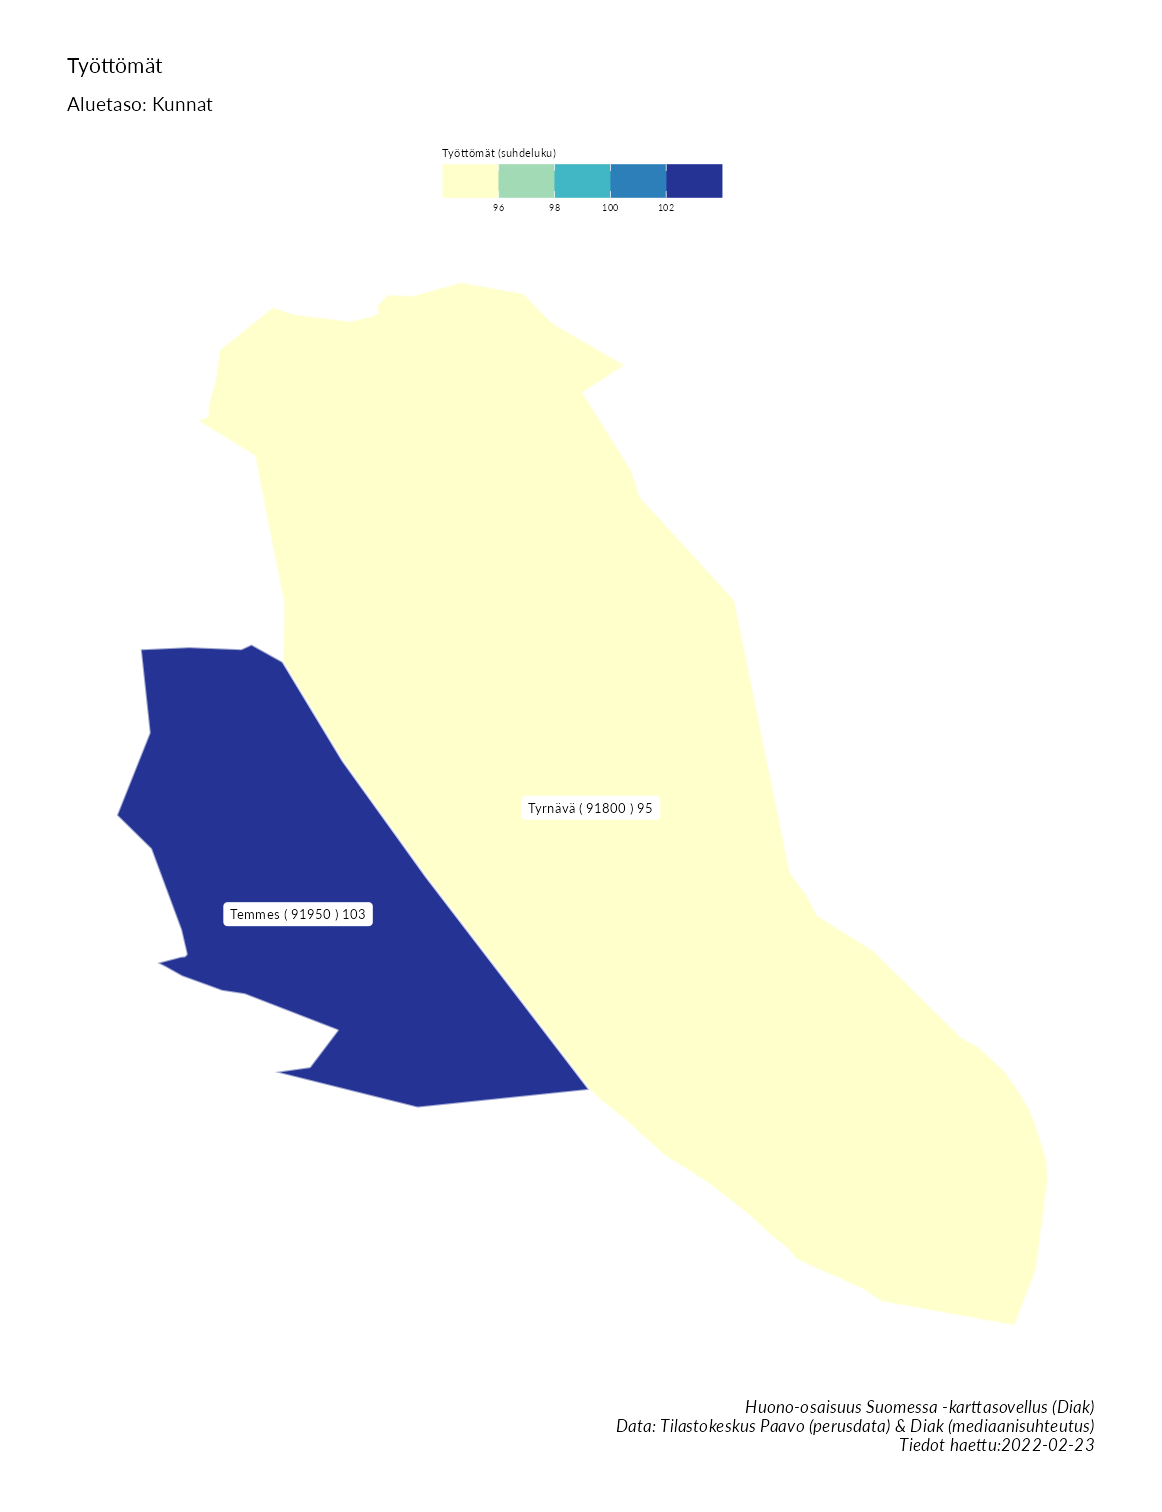 Työttömät
Aluetaso: Kunnat
Työttömät (suhdeluku)
96 98 100 102
Tyrnävä ( 91800 ) 95
Temmes ( 91950 ) 103
Huono-osaisuus Suomessa -karttasovellus (Diak)
Data: Tilastokeskus Paavo (perusdata) & Diak (mediaanisuhteutus)
Tiedot haettu:2022-02-23